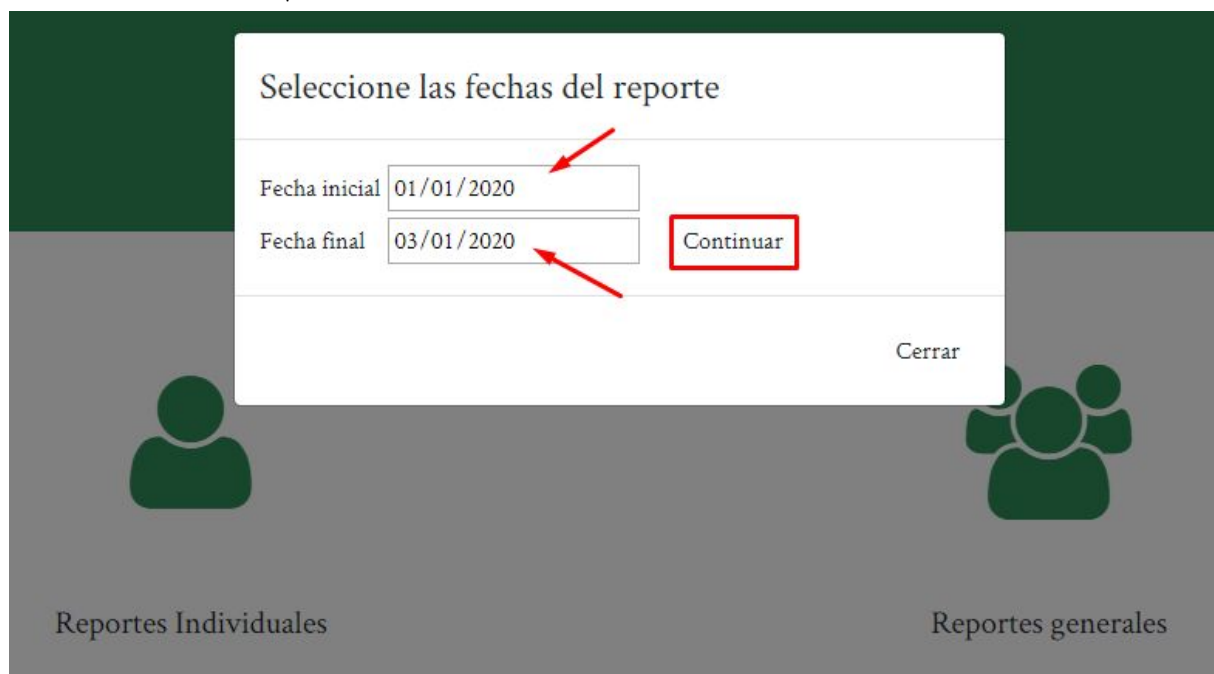 Seleccione las fechas del reporte
Fecha inicial 01/01/2020
Fecha final 03/01/2020 Continuar
Cerrar
Reportes Individuales Reportes generales